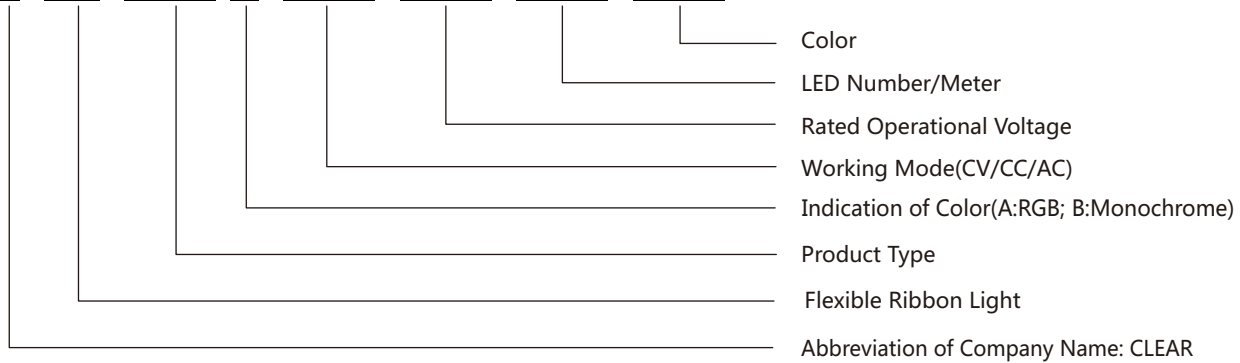 Color
LED Number/Meter
Rated Operational Voltage
Working Mode(CV/CC/AC)
Indication of Color(A:RGB; B:Monochrome)
Product Type
Flexible Ribbon Light
Abbreviation of Company Name: CLEAR